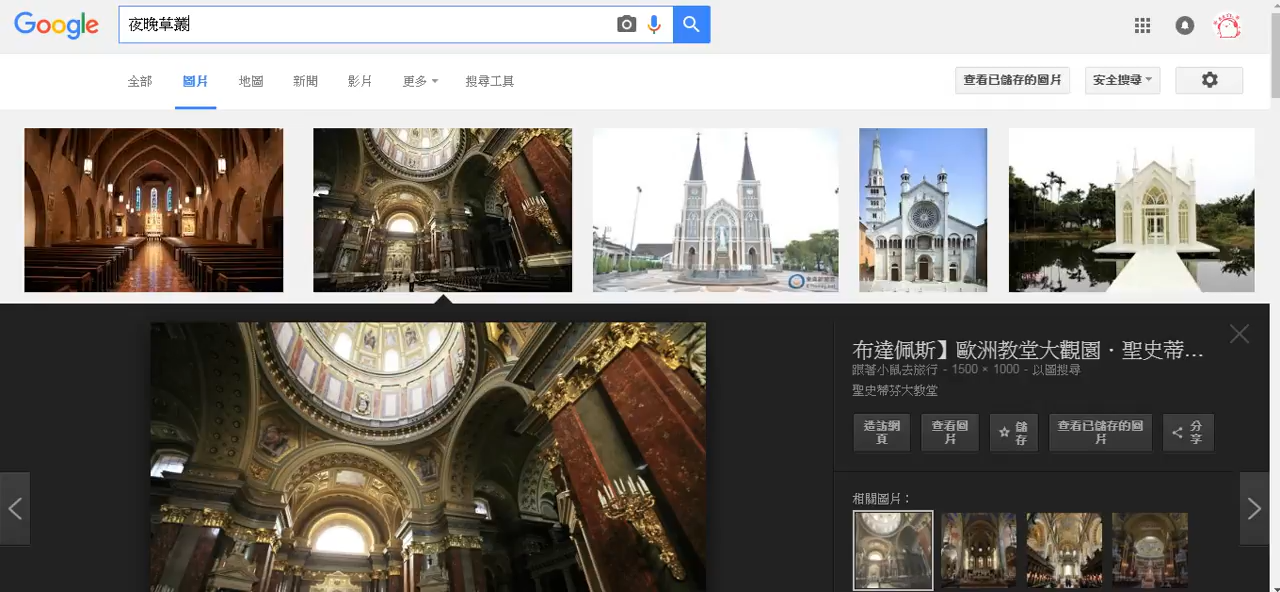 Google
夜晚草叢
全部
圖片
地圖
新聞
影片
更多
搜尋工具
查看已儲存的圖片
安全搜尋
布達佩斯】歐洲教堂大觀園．聖史蒂...
跟著小鼠去旅行 - 1500 × 1000 - 以圖搜尋
聖史蒂芬大教堂
造訪網
頁
查看圖
片
儲
存
查看已儲存的圖
片
分
享
相關圖片：